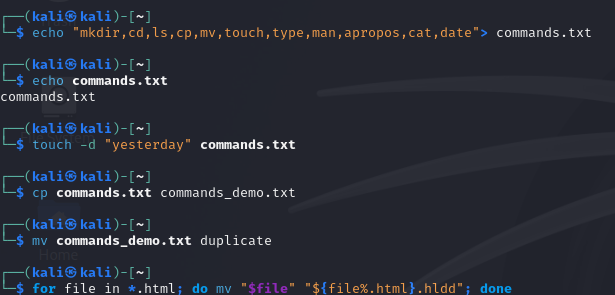 ┌──(kali㉿kali)-[~]
└─$ echo "mkdir,cd,ls,cp,mv,touch,type,man,apropos,cat,date"> commands.txt
┌──(kali㉿kali)-[~]
└─$ echo commands.txt
commands.txt
┌──(kali㉿kali)-[~]
└─$ touch -d "yesterday" commands.txt
┌──(kali㉿kali)-[~]
└─$ cp commands.txt commands_demo.txt
┌──(kali㉿kali)-[~]
└─$ mv commands_demo.txt duplicate
Home
┌──(kali㉿kali)-[~]
└─$ for file in *.html; do mv "$file" "${file%.html}.hldd"; done